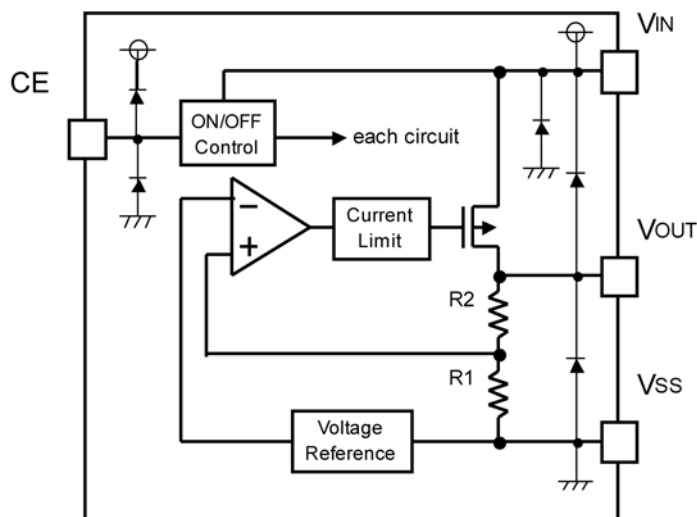 VIN
CE
ON/OFF
Control
each circuit
−
+
Current
Limit
VOUT
R2
R1
VSS
Voltage
Reference